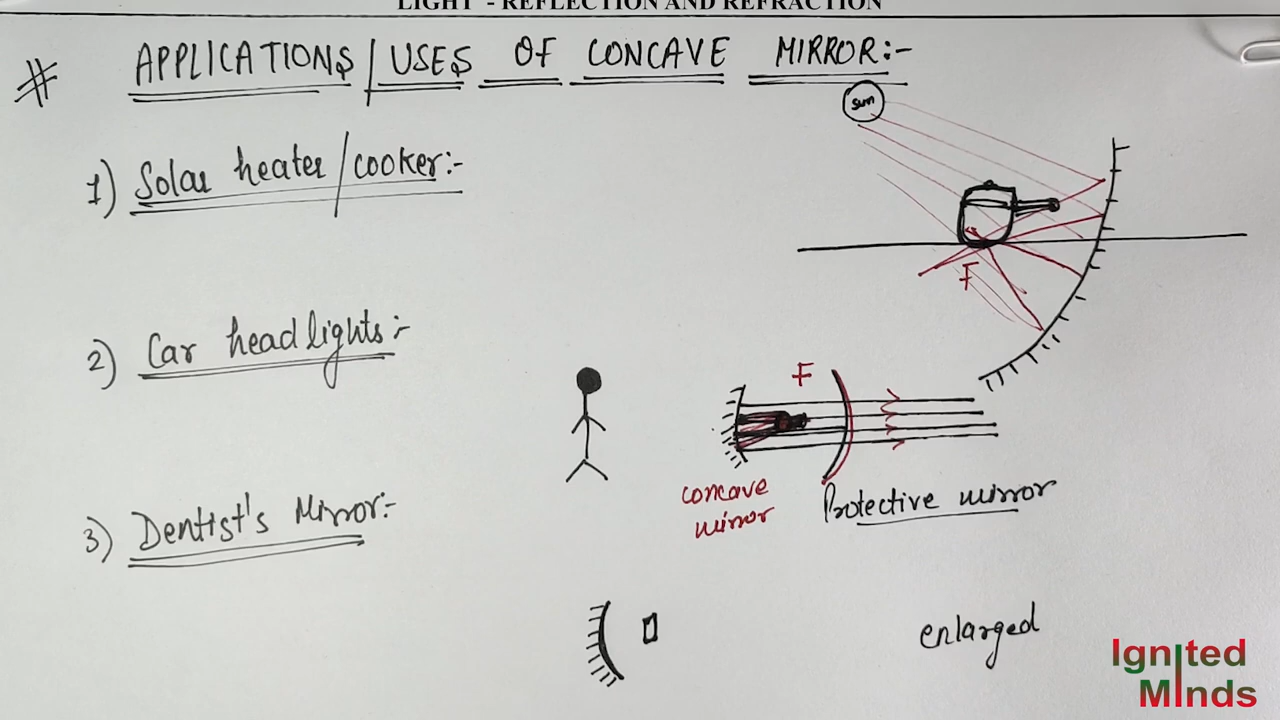 LIGHT - REFLECTION AND REFRACTION
# APPLICATIONS/USES OF CONCAVE MIRROR:-
sun
1) Solar heater/cooker:-
F
2) Car headlights:-
F
concave
mirror
Protective mirror
3) Dentist's Mirror:-
enlarged
Ignited
Minds